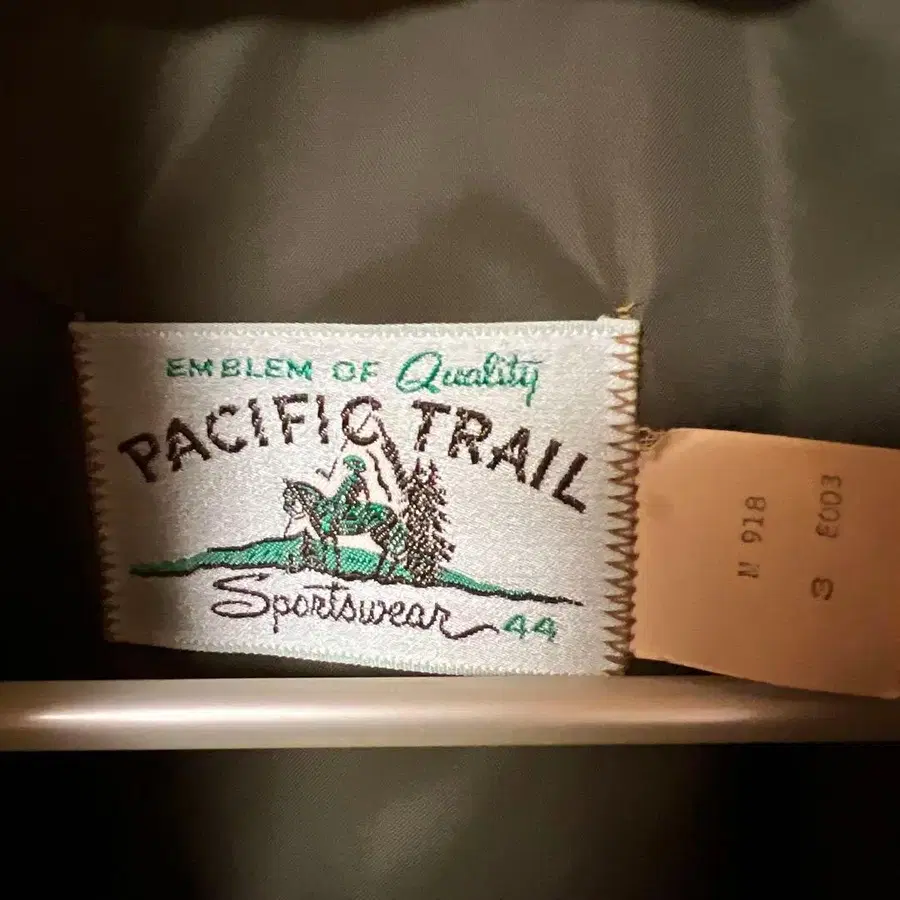 EMBLEM OF Quality
PACIFIC TRAIL
Sportswear 44
N 918
3 E003